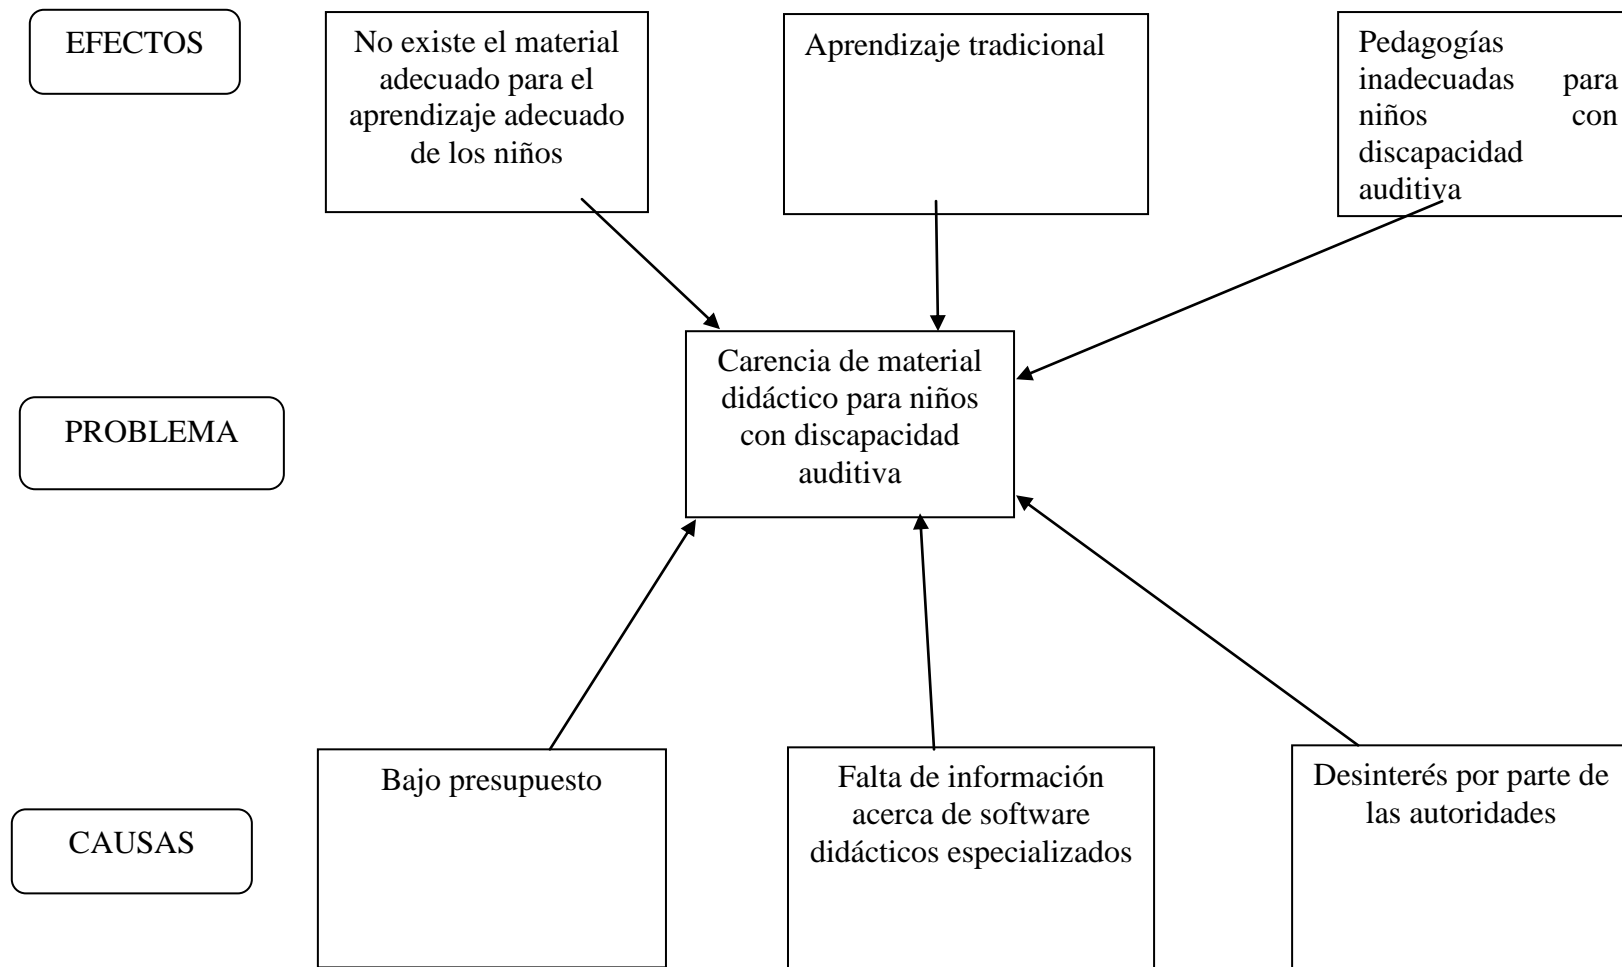 EFECTOS
No existe el material
adecuado para el
aprendizaje adecuado
de los niños
Aprendizaje tradicional
Pedagogías
inadecuadas para
niños con
discapacidad
auditiva
PROBLEMA
Carencia de material
didáctico para niños
con discapacidad
auditiva
CAUSAS
Bajo presupuesto
Falta de información
acerca de software
didácticos especializados
Desinterés por parte de
las autoridades